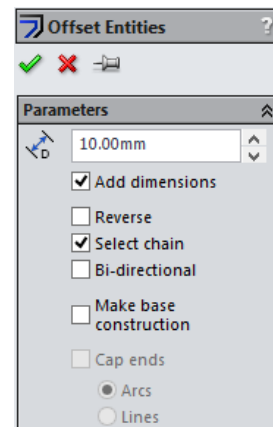 Offset Entities ?
Parameters
D 10.00mm
Add dimensions
Reverse
Select chain
Bi-directional
Make base
construction
Cap ends
Arcs
Lines